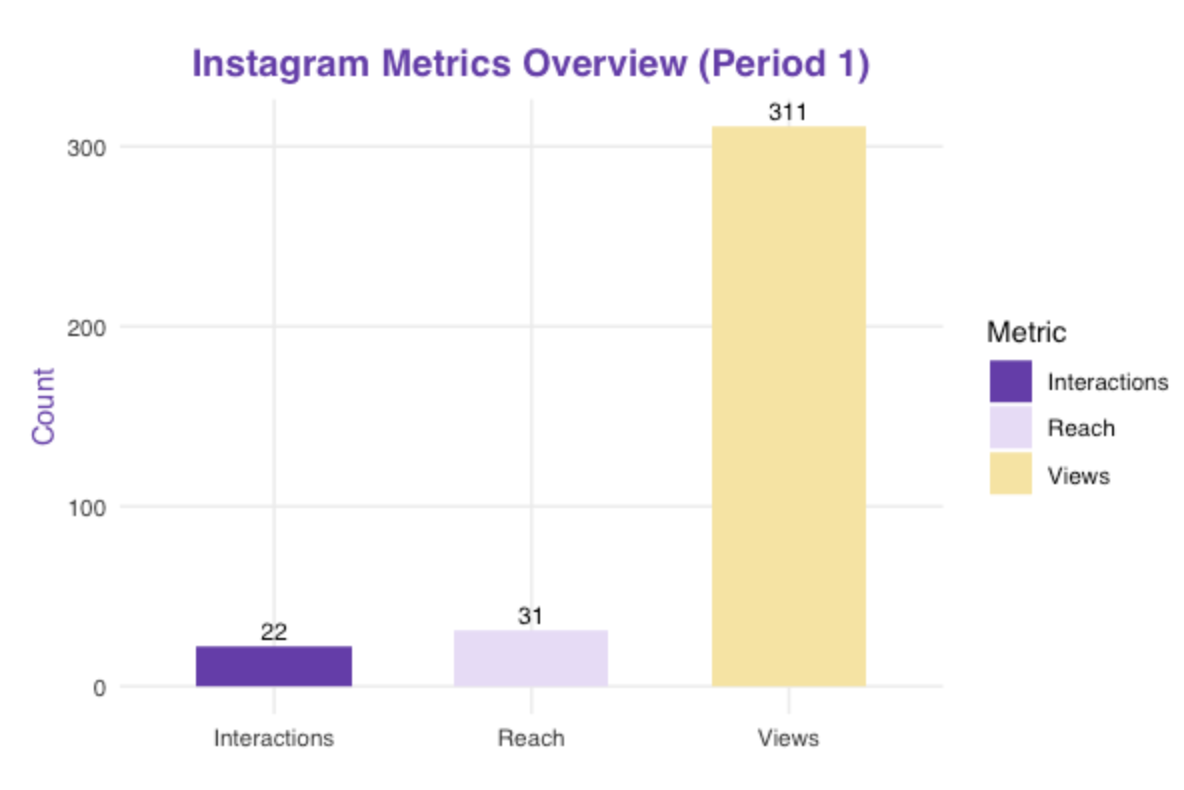 Instagram Metrics Overview (Period 1)
311
300
200
Metric
Interactions
Count
Reach
Views
100
31
22
0
Interactions
Reach
Views